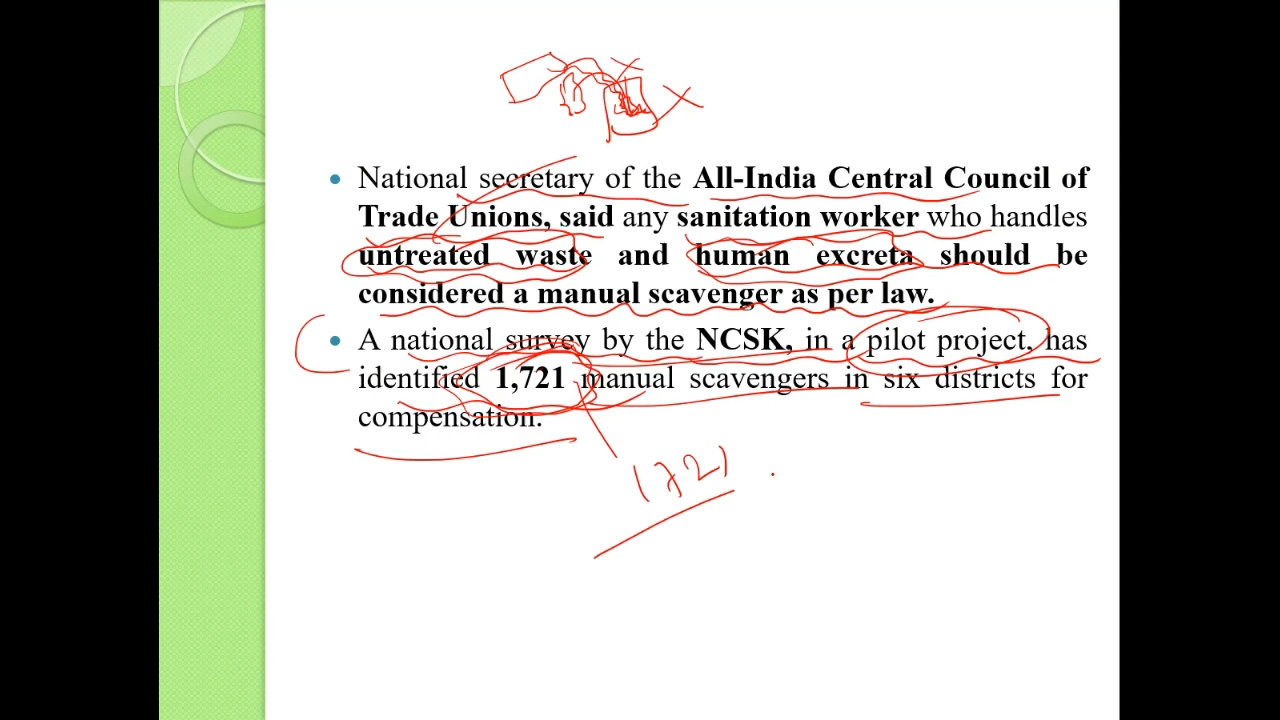 National secretary of the All-India Central Council of
Trade Unions, said any sanitation worker who handles
untreated waste and human excreta should be
considered a manual scavenger as per law.
A national survey by the NCSK, in a pilot project, has
identified 1,721 manual scavengers in six districts for
compensation.
1721